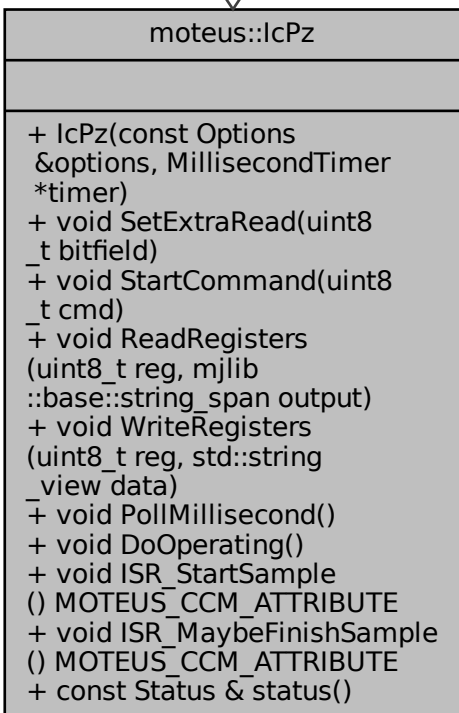 moteus::IcPz
+ IcPz(const Options
&options, MillisecondTimer
*timer)
+ void SetExtraRead(uint8
_t bitfield)
+ void StartCommand(uint8
_t cmd)
+ void ReadRegisters
(uint8_t reg, mjlib
::base::string_span output)
+ void WriteRegisters
(uint8_t reg, std::string
_view data)
+ void PollMillisecond()
+ void DoOperating()
+ void ISR_StartSample
() MOTEUS_CCM_ATTRIBUTE
+ void ISR_MaybeFinishSample
() MOTEUS_CCM_ATTRIBUTE
+ const Status & status()